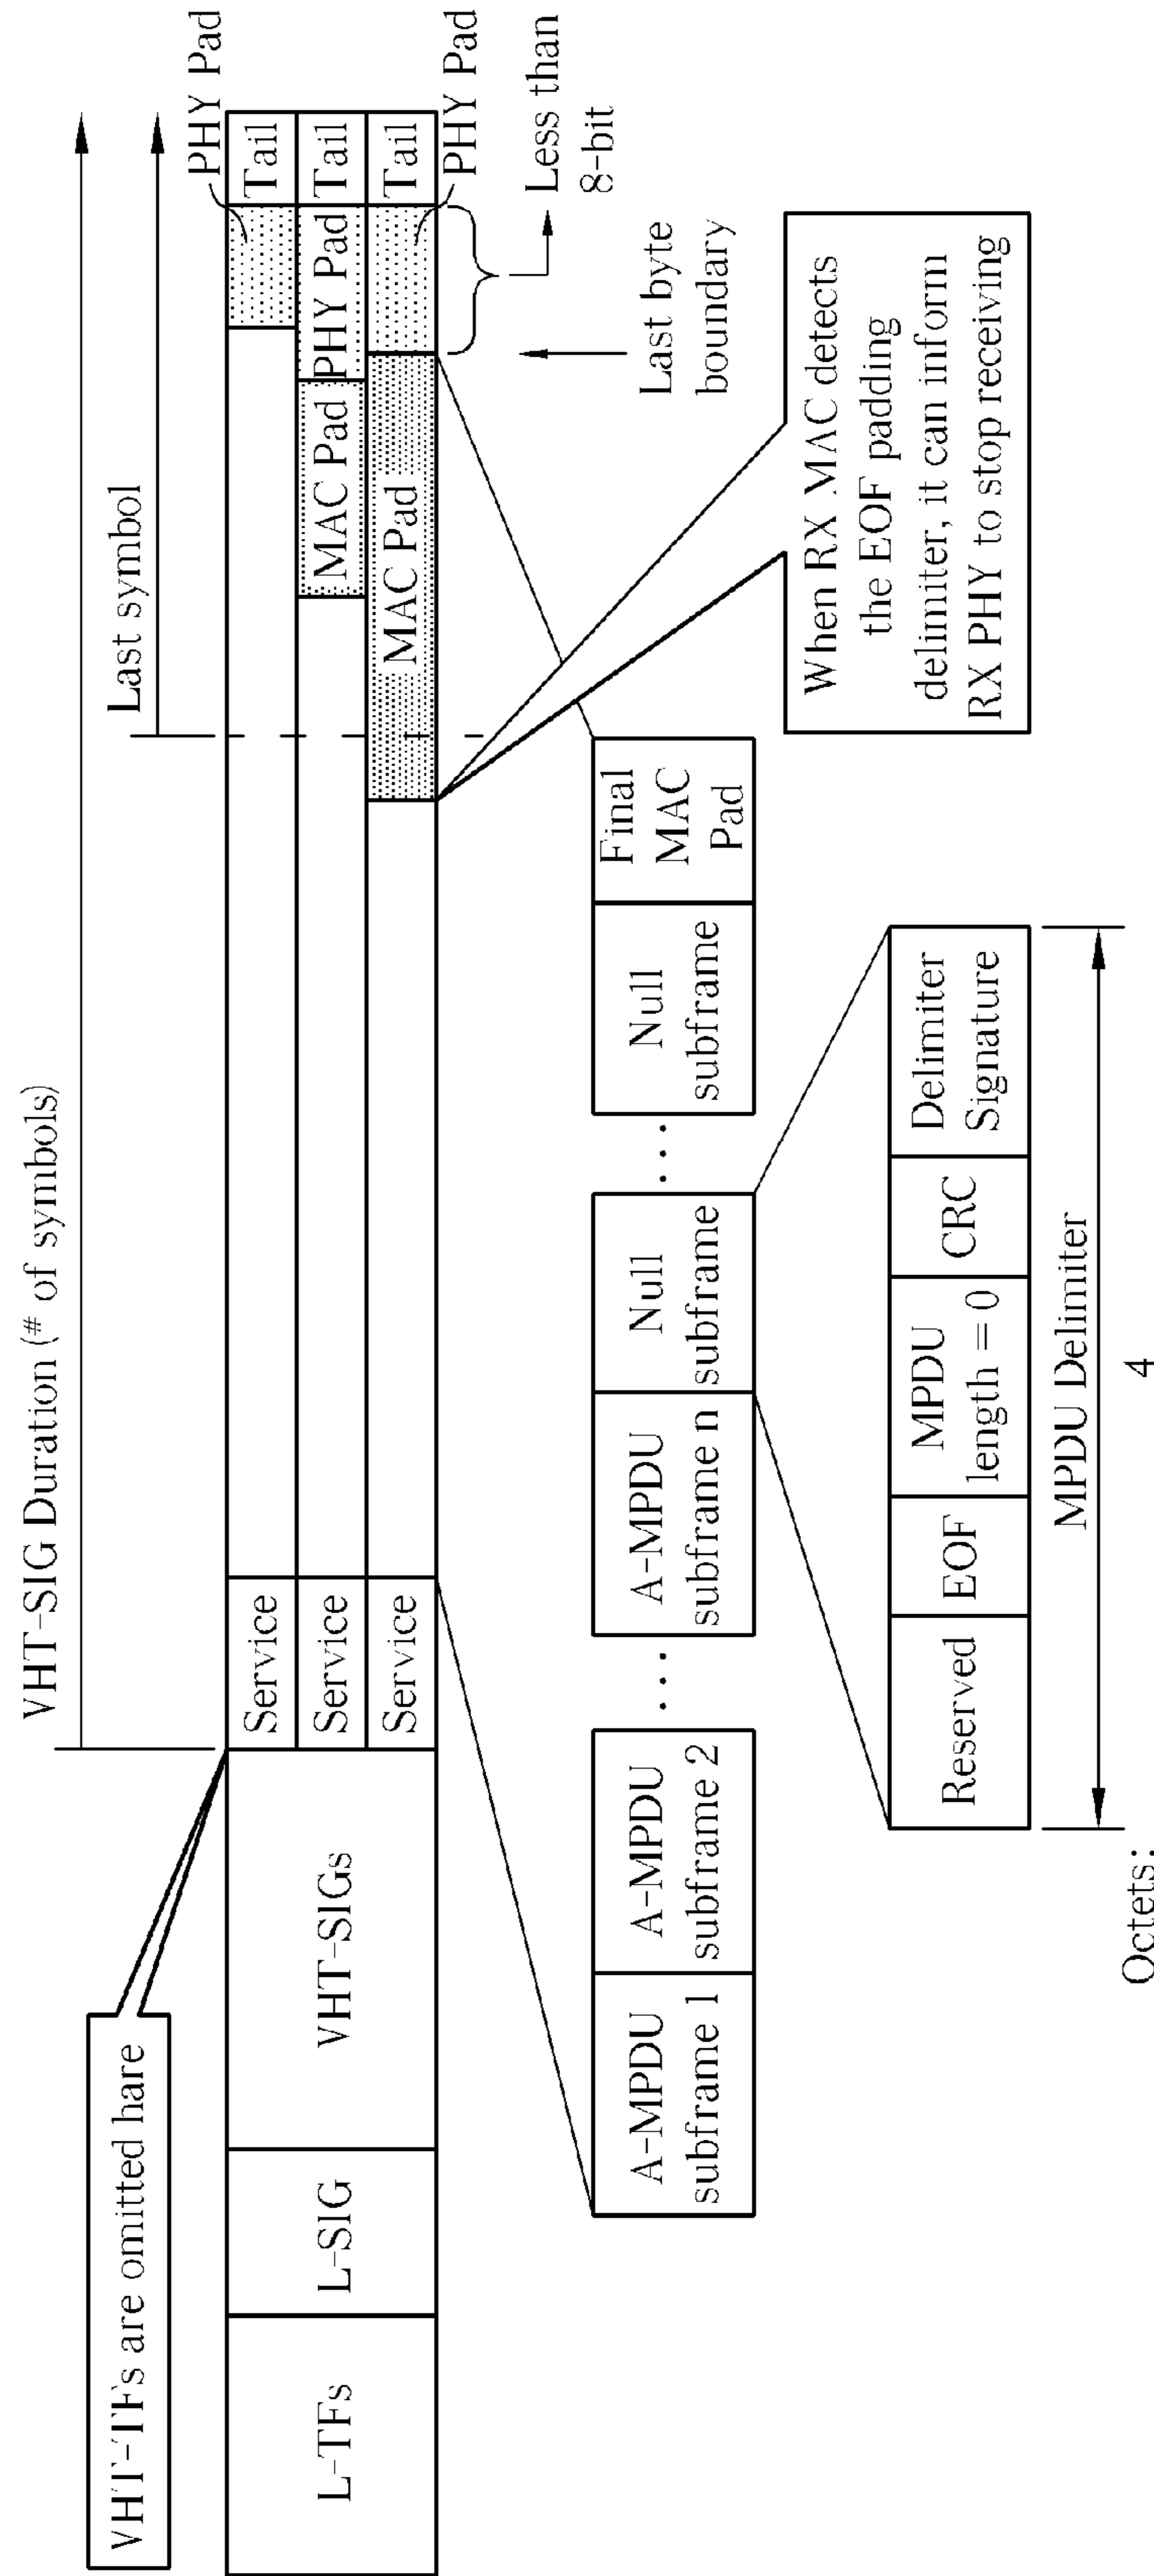 VHT-SIG Duration (# of symbols)
VHT-TFs are omitted hare
Last symbol
PHY Pad
L-TFs
L-SIG
VHT-SIGs
Service
Tail
Service
MAC Pad
PHY Pad
Tail
Service
MAC Pad
Tail
PHY Pad
Less than
8-bit
Last byte
boundary
A-MPDU
subframe 1
A-MPDU
subframe 2
...
A-MPDU
subframe n
Null
subframe
...
Null
subframe
Final
MAC
Pad
When RX MAC detects
the EOF padding
delimiter, it can inform
RX PHY to stop receiving
Reserved
EOF
MPDU
length = 0
CRC
Delimiter
Signature
MPDU Delimiter
Octets:
4